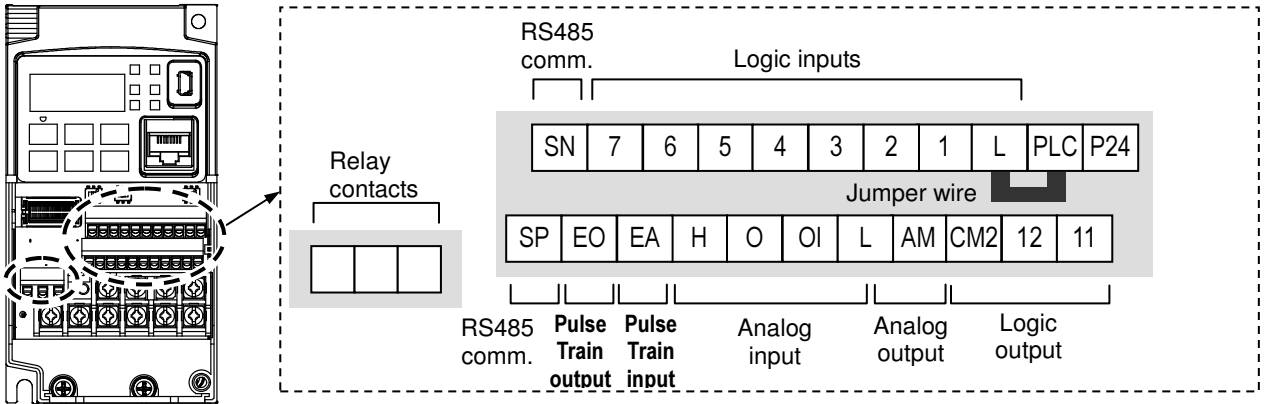 RS485
comm.
Logic inputs
SN 7 6 5 4 3 2 1 L PLC P24
Relay
contacts
Jumper wire
SP EO EA H O OI L AM CM2 12 11
RS485
comm.
Pulse
Train
output
Pulse
Train
input
Analog
input
Analog
output
Logic
output